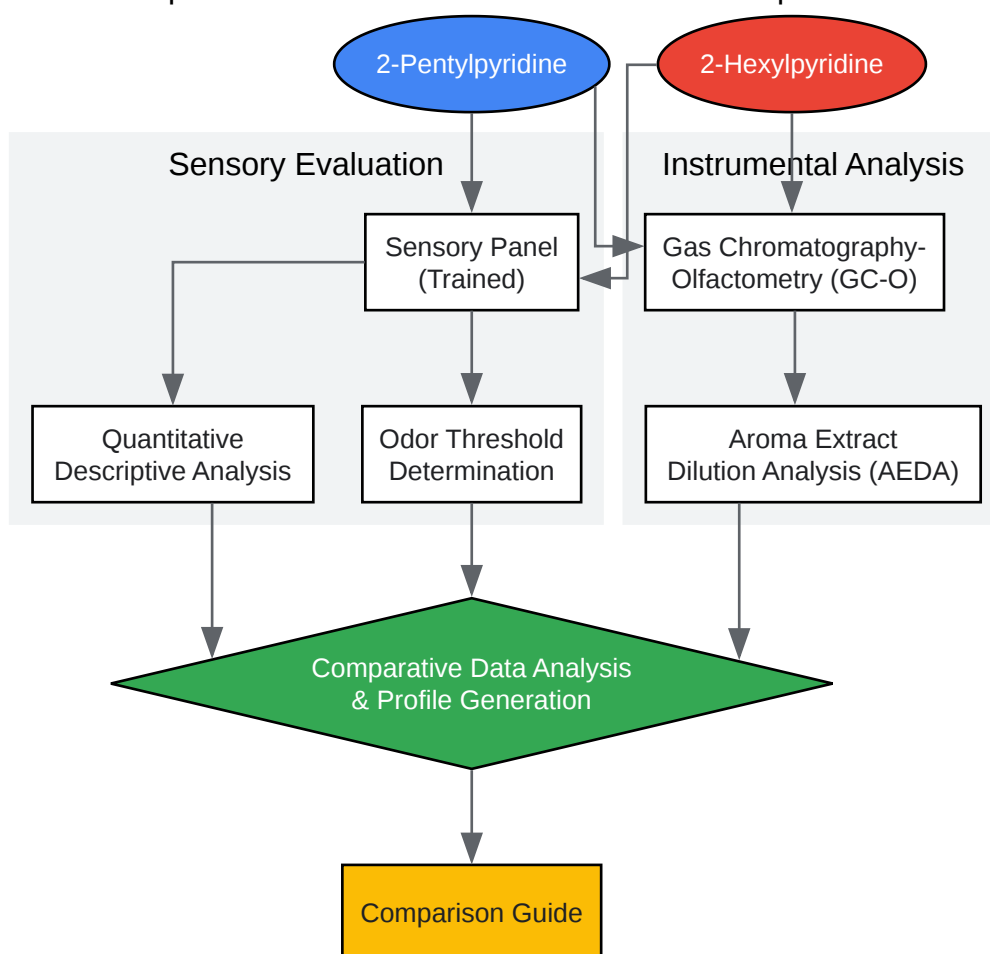 2-Pentylpyridine
2-Hexylpyridine
Sensory Evaluation
Instrumental Analysis
Sensory Panel
(Trained)
Gas Chromatography-
Olfactometry (GC-O)
Quantitative
Descriptive Analysis
Odor Threshold
Determination
Aroma Extract
Dilution Analysis (AEDA)
Comparative Data Analysis
& Profile Generation
Comparison Guide